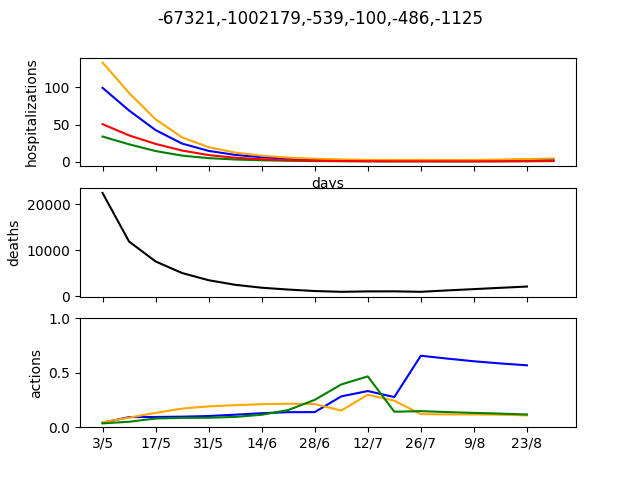 -67321,-1002179,-539,-100,-486,-1125
hospitalizations
100
50
0
days
deaths
20000
10000
0
actions
1.0
0.5
0.0
3/5 17/5 31/5 14/6 28/6 12/7 26/7 9/8 23/8